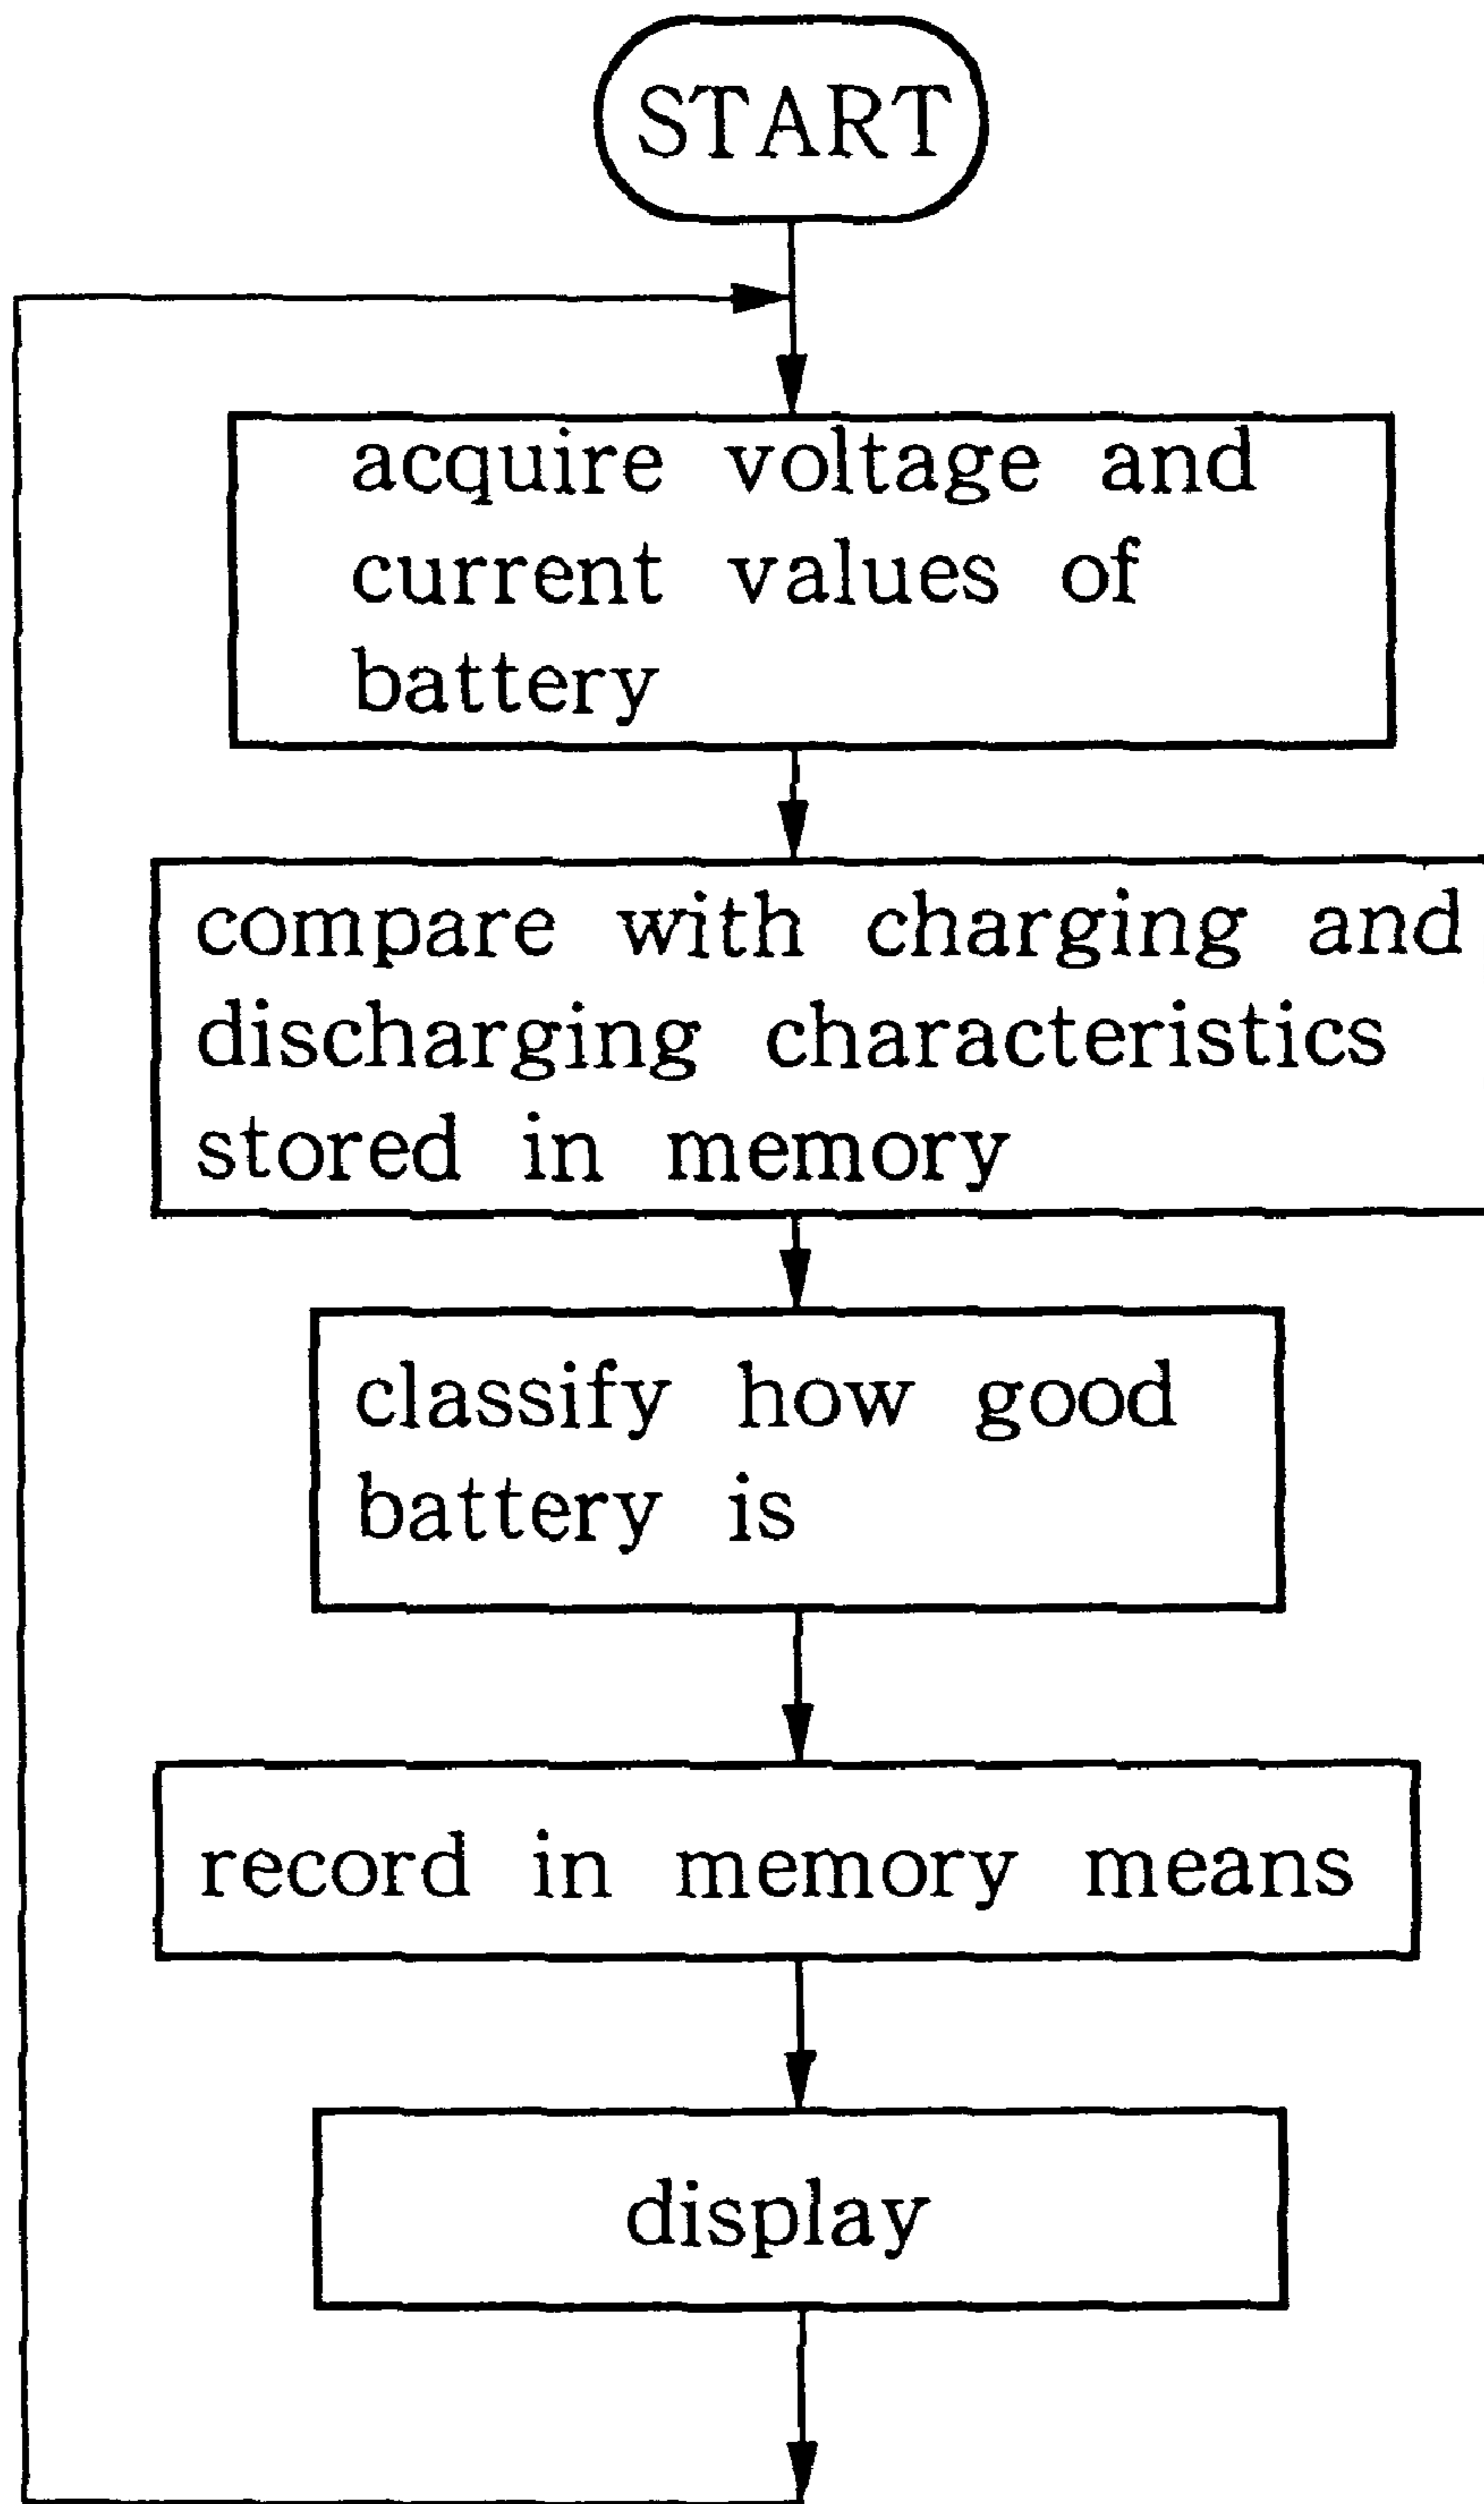 START
acquire voltage and
current values of
battery
compare with charging and
discharging characteristics
stored in memory
classify how good
battery is
record in memory means
display